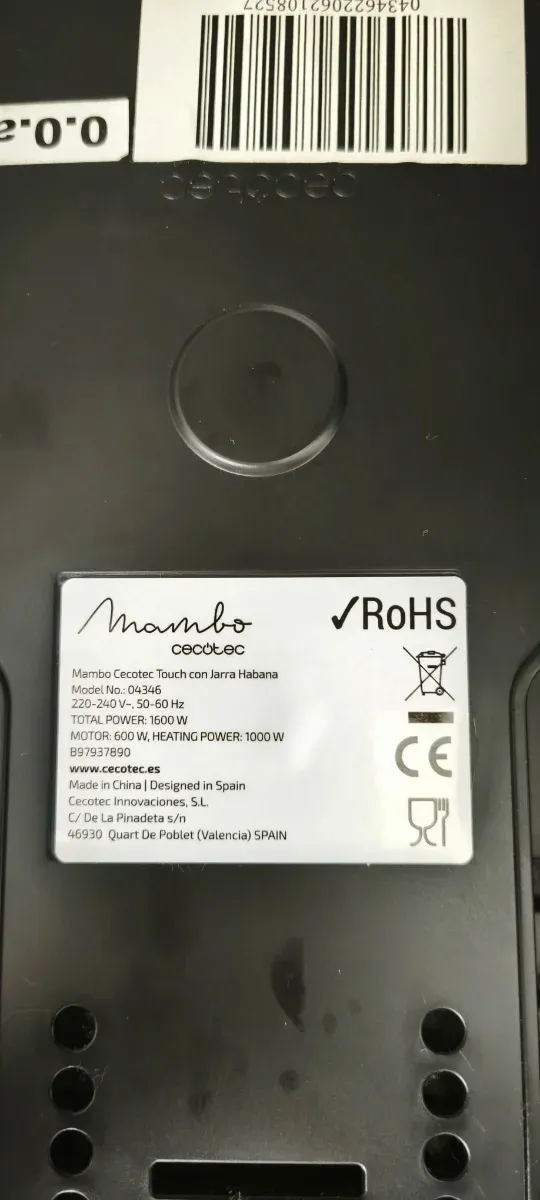 04346220621085​27
0.0.a
cecotec
Mambo
cecotec
✓RoHS
Mambo Cecotec Touch con Jarra Habana
Model No.: 04346
220-240 V~, 50-60 Hz
TOTAL POWER: 1600 W
MOTOR: 600 W, HEATING POWER: 1000 W
B97937890
www.cecotec.es
Made in China | Designed in Spain
Cecotec Innovaciones, S.L.
C/ De La Pinadeta s/n
46930 Quart De Poblet (Valencia) SPAIN
CE